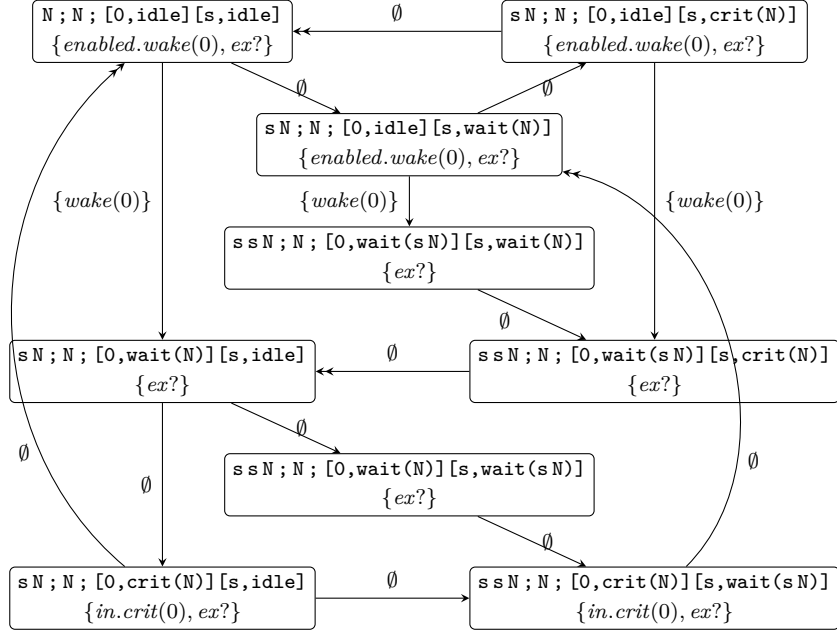 N ; N ; [0,idle][s,idle]
{enabled.wake(0), ex?}
∅
s N ; N ; [0,idle][s,crit(N)]
{enabled.wake(0), ex?}
∅
∅
s N ; N ; [0,idle][s,wait(N)]
{enabled.wake(0), ex?}
{wake(0)}
{wake(0)}
{wake(0)}
s s N ; N ; [0,wait(s N)][s,wait(N)]
{ex?}
∅
s N ; N ; [0,wait(N)][s,idle]
{ex?}
∅
s s N ; N ; [0,wait(s N)][s,crit(N)]
{ex?}
∅
∅
∅
∅
s s N ; N ; [0,wait(N)][s,wait(s N)]
{ex?}
∅
s N ; N ; [0,crit(N)][s,idle]
{in.crit(0), ex?}
∅
s s N ; N ; [0,crit(N)][s,wait(s N)]
{in.crit(0), ex?}